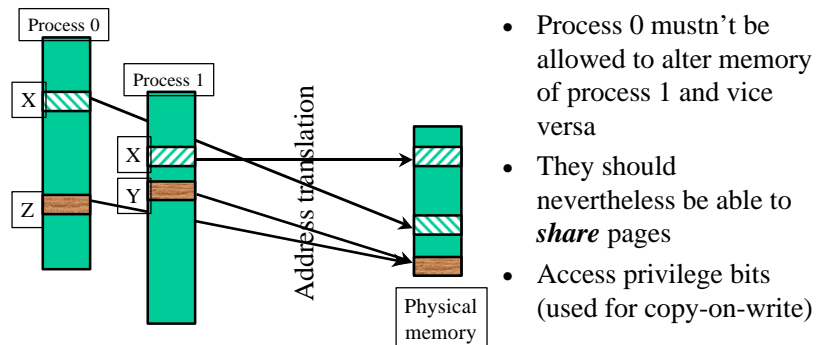 Process 0
Process 1
X
X
Z
Y
Address translation
Physical
memory
• Process 0 mustn’t be
allowed to alter memory
of process 1 and vice
versa
• They should
nevertheless be able to
share pages
• Access privilege bits
(used for copy-on-write)